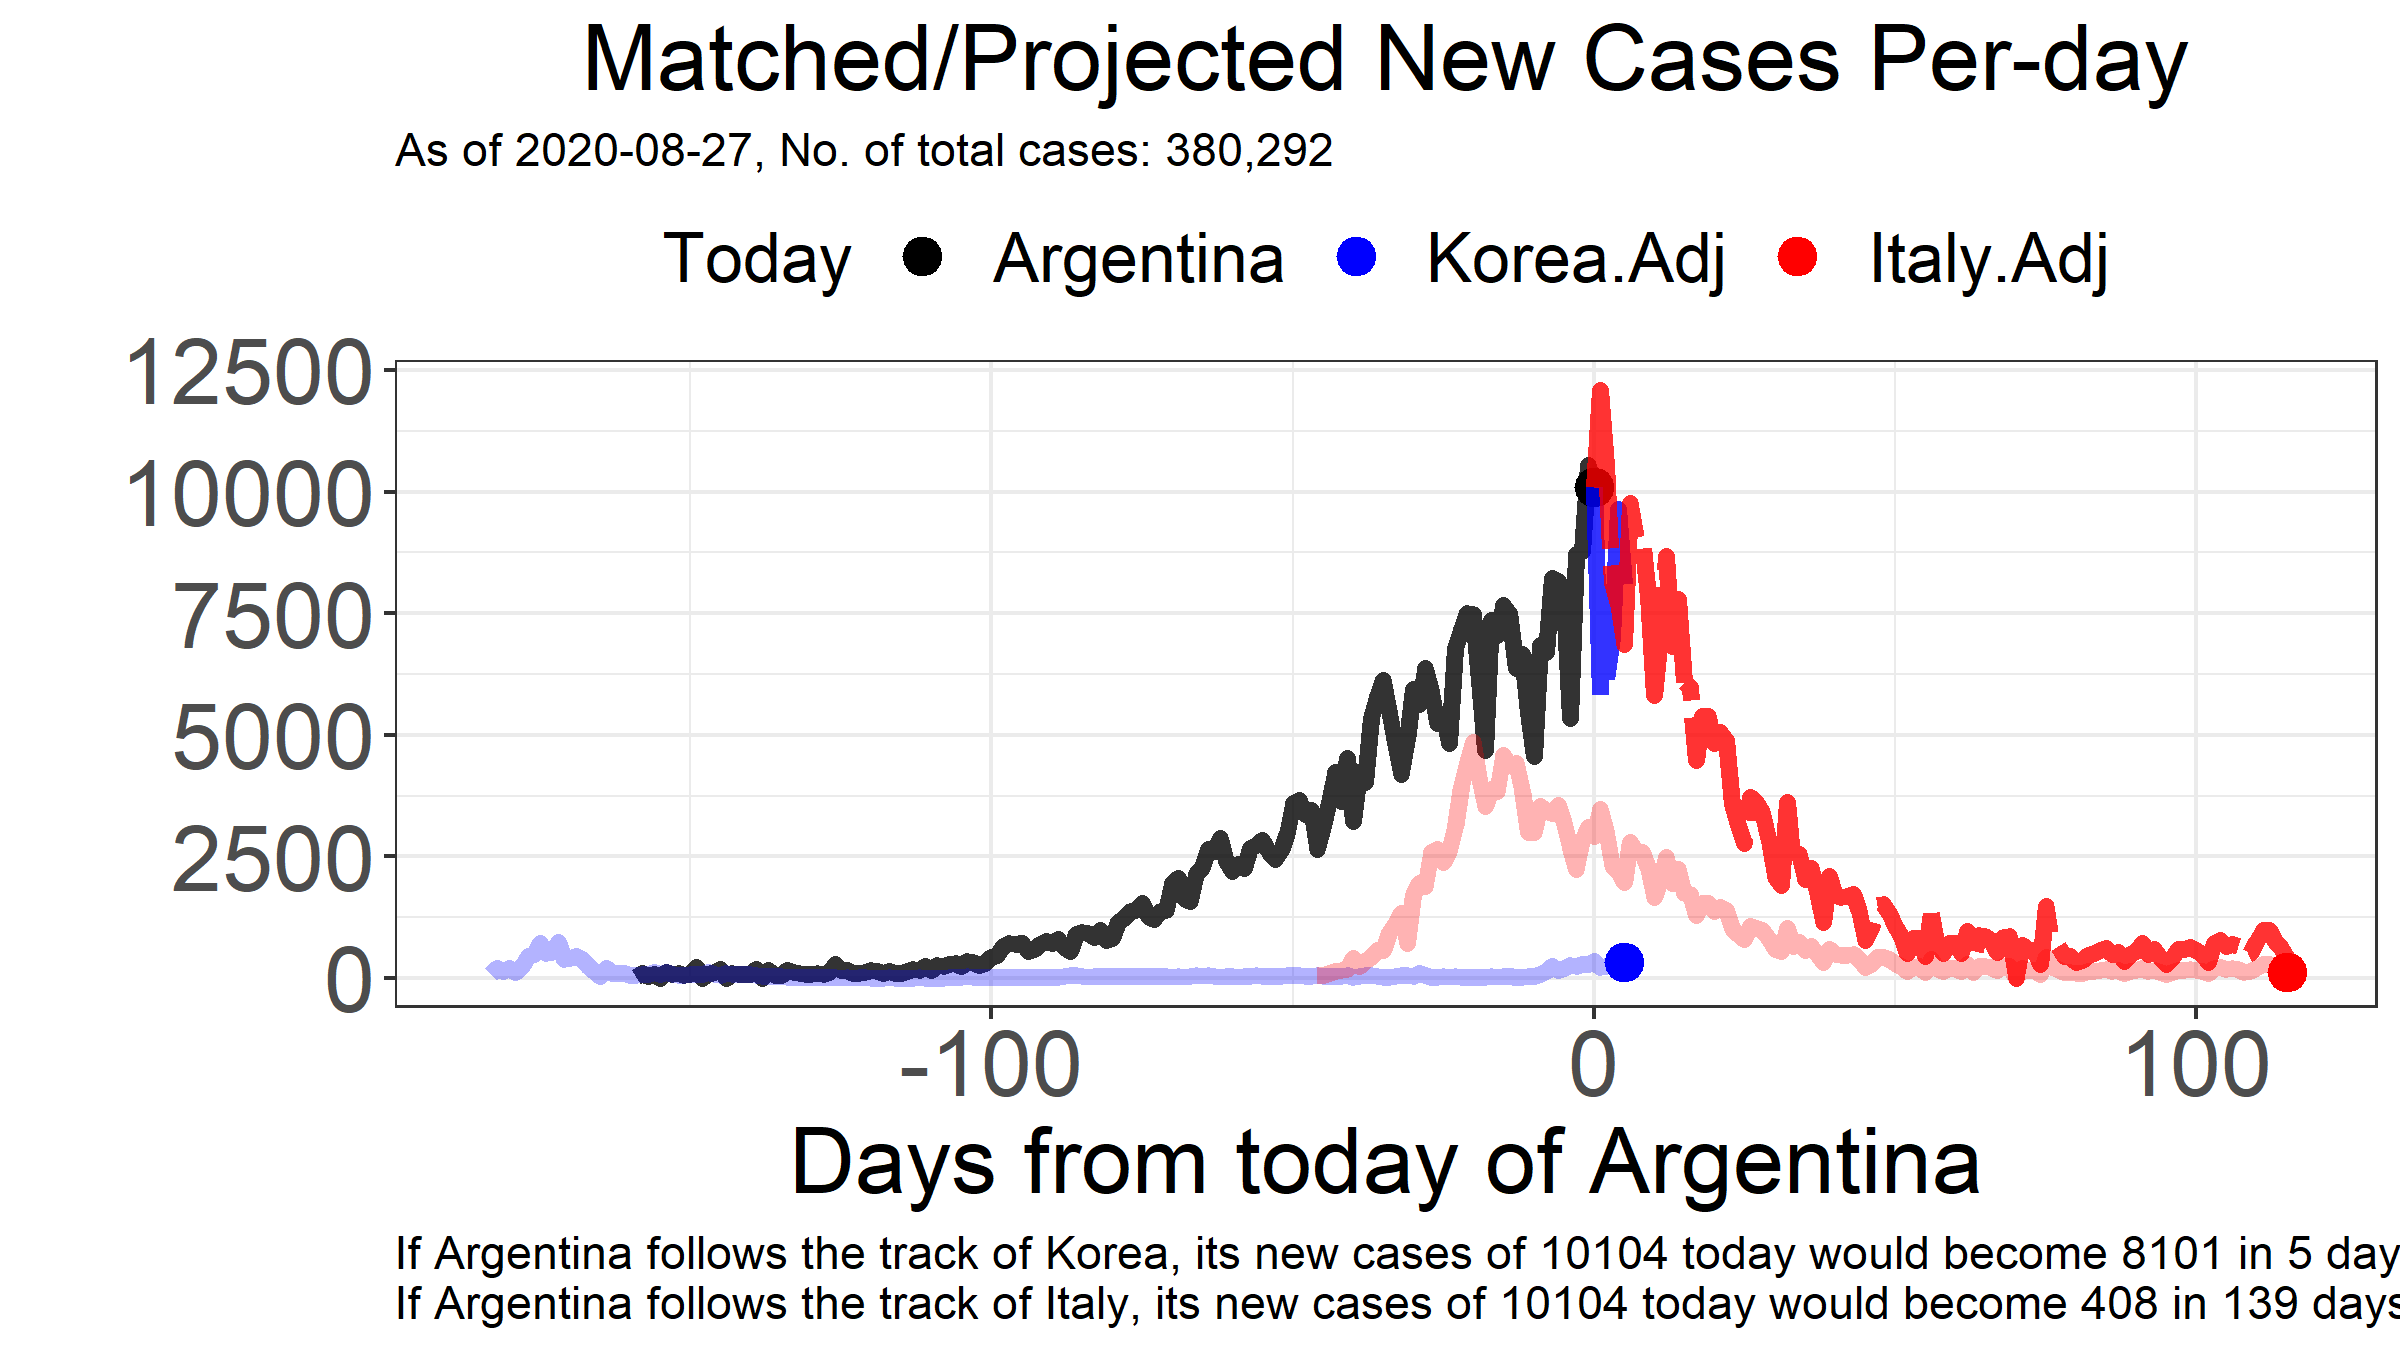 Matched/Projected New Cases Per-day
As of 2020-08-27, No. of total cases: 380,292
Today Argentina Korea.Adj Italy.Adj
12500
10000
7500
5000
2500
0
-100 0 100
Days from today of Argentina
If Argentina follows the track of Korea, its new cases of 10104 today would become 8101 in 5 day
If Argentina follows the track of Italy, its new cases of 10104 today would become 408 in 139 days